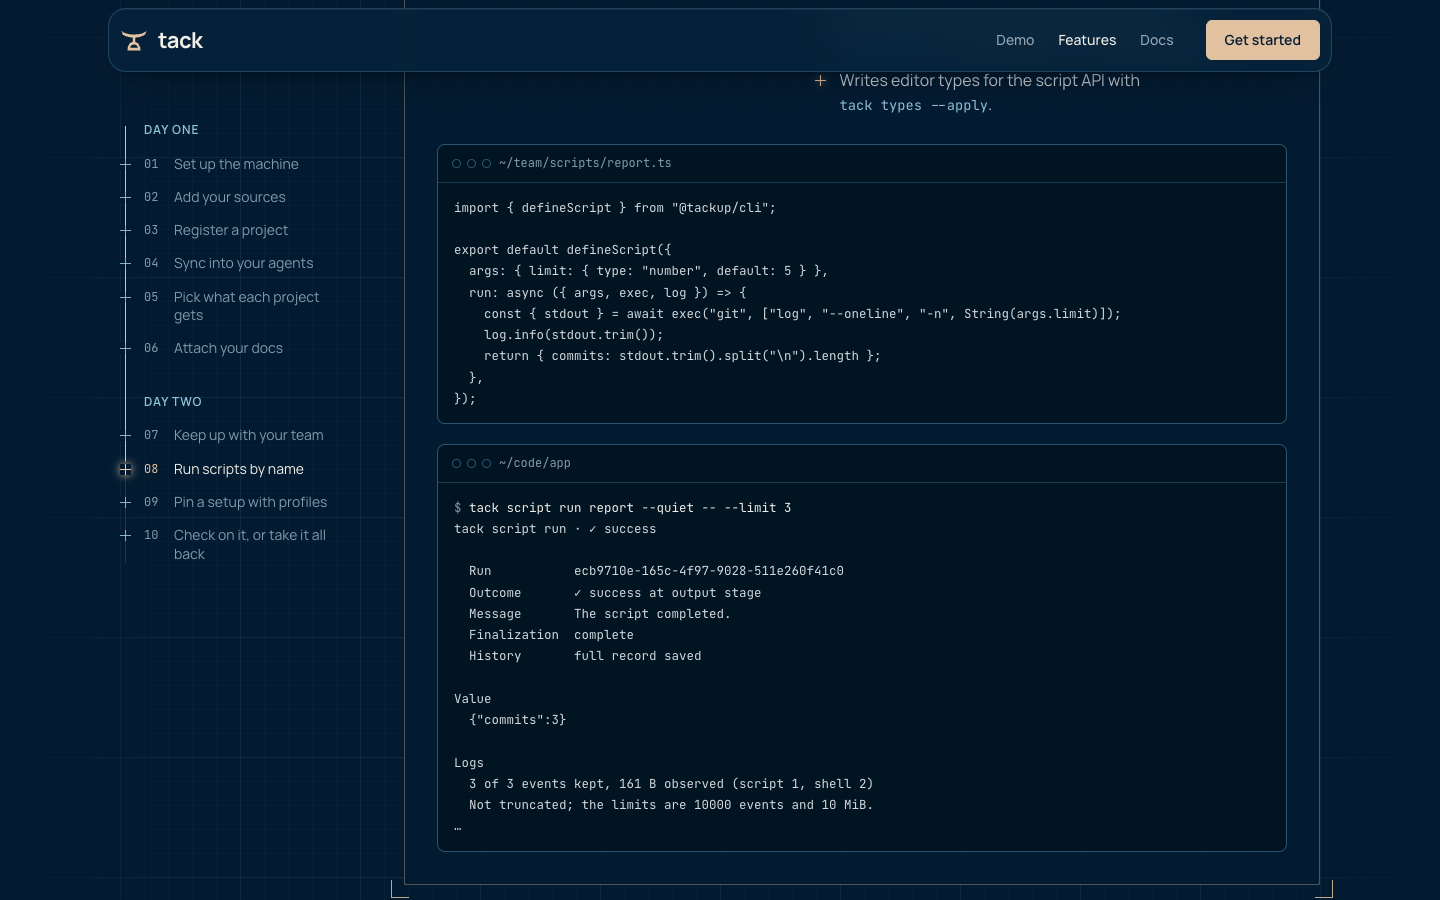 tack
Demo
Features
Docs
Get started
Writes editor types for the script API with
tack types --apply.
DAY ONE
01 Set up the machine
02 Add your sources
03 Register a project
04 Sync into your agents
05 Pick what each project
gets
06 Attach your docs
DAY TWO
07 Keep up with your team
08 Run scripts by name
09 Pin a setup with profiles
10 Check on it, or take it all
back
~/team/scripts/report.ts
import { defineScript } from "@tackup/cli";
export default defineScript({
  args: { limit: { type: "number", default: 5 } },
  run: async ({ args, exec, log }) => {
    const { stdout } = await exec("git", ["log", "--oneline", "-n", String(args.limit)]);
    log.info(stdout.trim());
    return { commits: stdout.trim().split("\n").length };
  },
});
~/code/app
$ tack script run report --quiet -- --limit 3
tack script run · ✓ success
  Run            ecb9710e-165c-4f97-9028-511e260f41c0
  Outcome        ✓ success at output stage
  Message        The script completed.
  Finalization   complete
  History        full record saved
Value
  {"commits":3}
Logs
  3 of 3 events kept, 161 B observed (script 1, shell 2)
  Not truncated; the limits are 10000 events and 10 MiB.
…